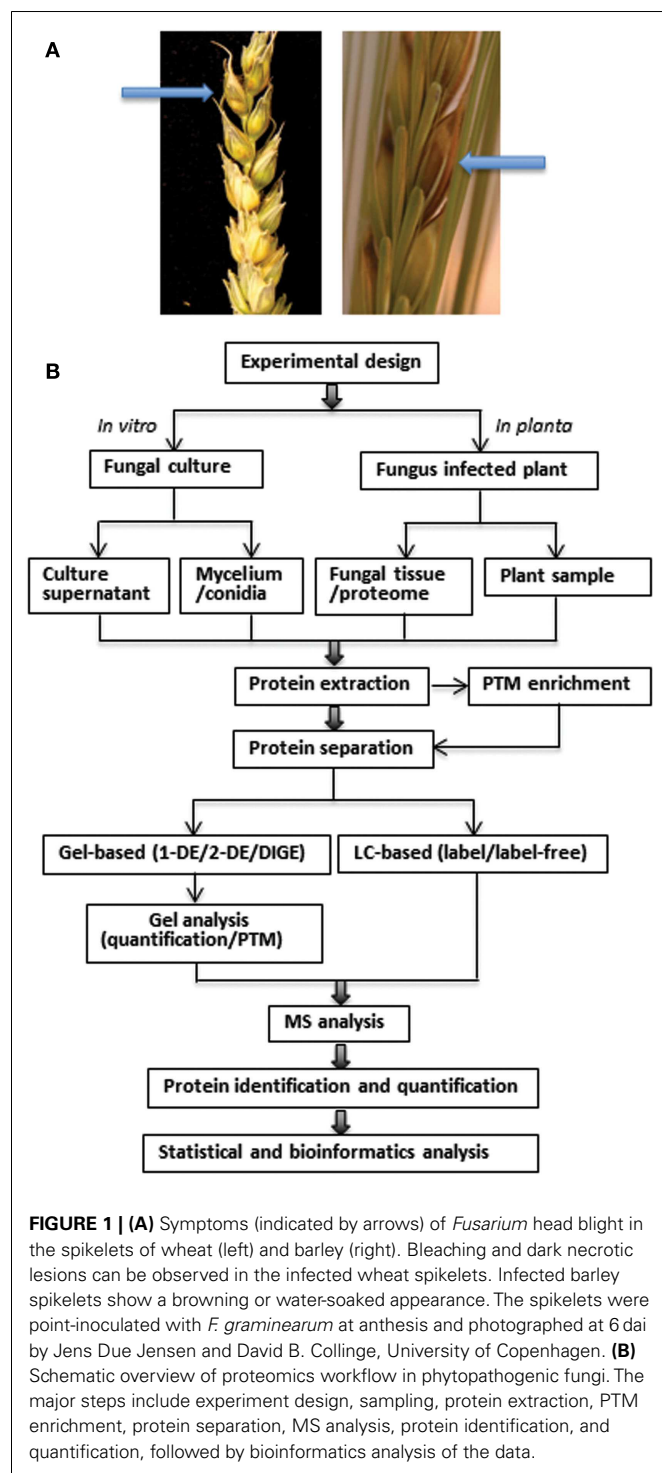 A
B
Experimental design
In vitro
In planta
Fungal culture
Fungus infected plant
Culture
supernatant
Mycelium
/conidia
Fungal tissue
/proteome
Plant sample
Protein extraction
PTM enrichment
Protein separation
Gel-based (1-DE/2-DE/DIGE)
LC-based (label/label-free)
Gel analysis
(quantification/PTM)
MS analysis
Protein identification and quantification
Statistical and bioinformatics analysis
FIGURE 1 | (A) Symptoms (indicated by arrows) of Fusarium head blight in
the spikelets of wheat (left) and barley (right). Bleaching and dark necrotic
lesions can be observed in the infected wheat spikelets. Infected barley
spikelets show a browning or water-soaked appearance. The spikelets were
point-inoculated with F. graminearum at anthesis and photographed at 6 dai
by Jens Due Jensen and David B. Collinge, University of Copenhagen. (B)
Schematic overview of proteomics workflow in phytopathogenic fungi. The
major steps include experiment design, sampling, protein extraction, PTM
enrichment, protein separation, MS analysis, protein identification, and
quantification, followed by bioinformatics analysis of the data.